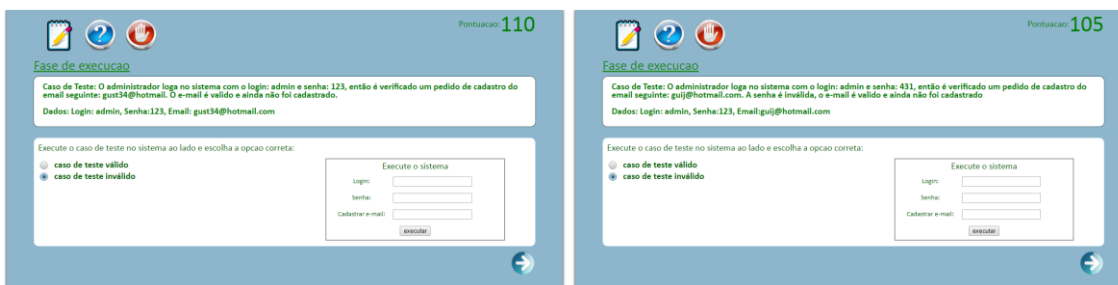 Pontuacao: 110
Fase de execucao
Caso de Teste: O administrador loga no sistema com o login: admin e senha: 123, então é verificado um pedido de cadastro do
email seguinte: gust34@hotmail. O e-mail é valido e ainda não foi cadastrado.
Dados: Login: admin, Senha:123, Email: gust34@hotmail.com
Execute o caso de teste no sistema ao lado e escolha a opcao correta:
caso de teste válido
caso de teste inválido
Execute o sistema
Login:
Senha:
Cadastrar e-mail:
executar
Pontuacao: 105
Fase de execucao
Caso de Teste: O administrador loga no sistema com o login: admin e senha: 431, então é verificado um pedido de cadastro do
email seguinte: guij@hotmail.com. A senha é inválida, o e-mail é valido e ainda não foi cadastrado
Dados: Login: admin, Senha:123, Email:guij@hotmail.com
Execute o caso de teste no sistema ao lado e escolha a opcao correta:
caso de teste válido
caso de teste inválido
Execute o sistema
Login:
Senha:
Cadastrar e-mail:
executar